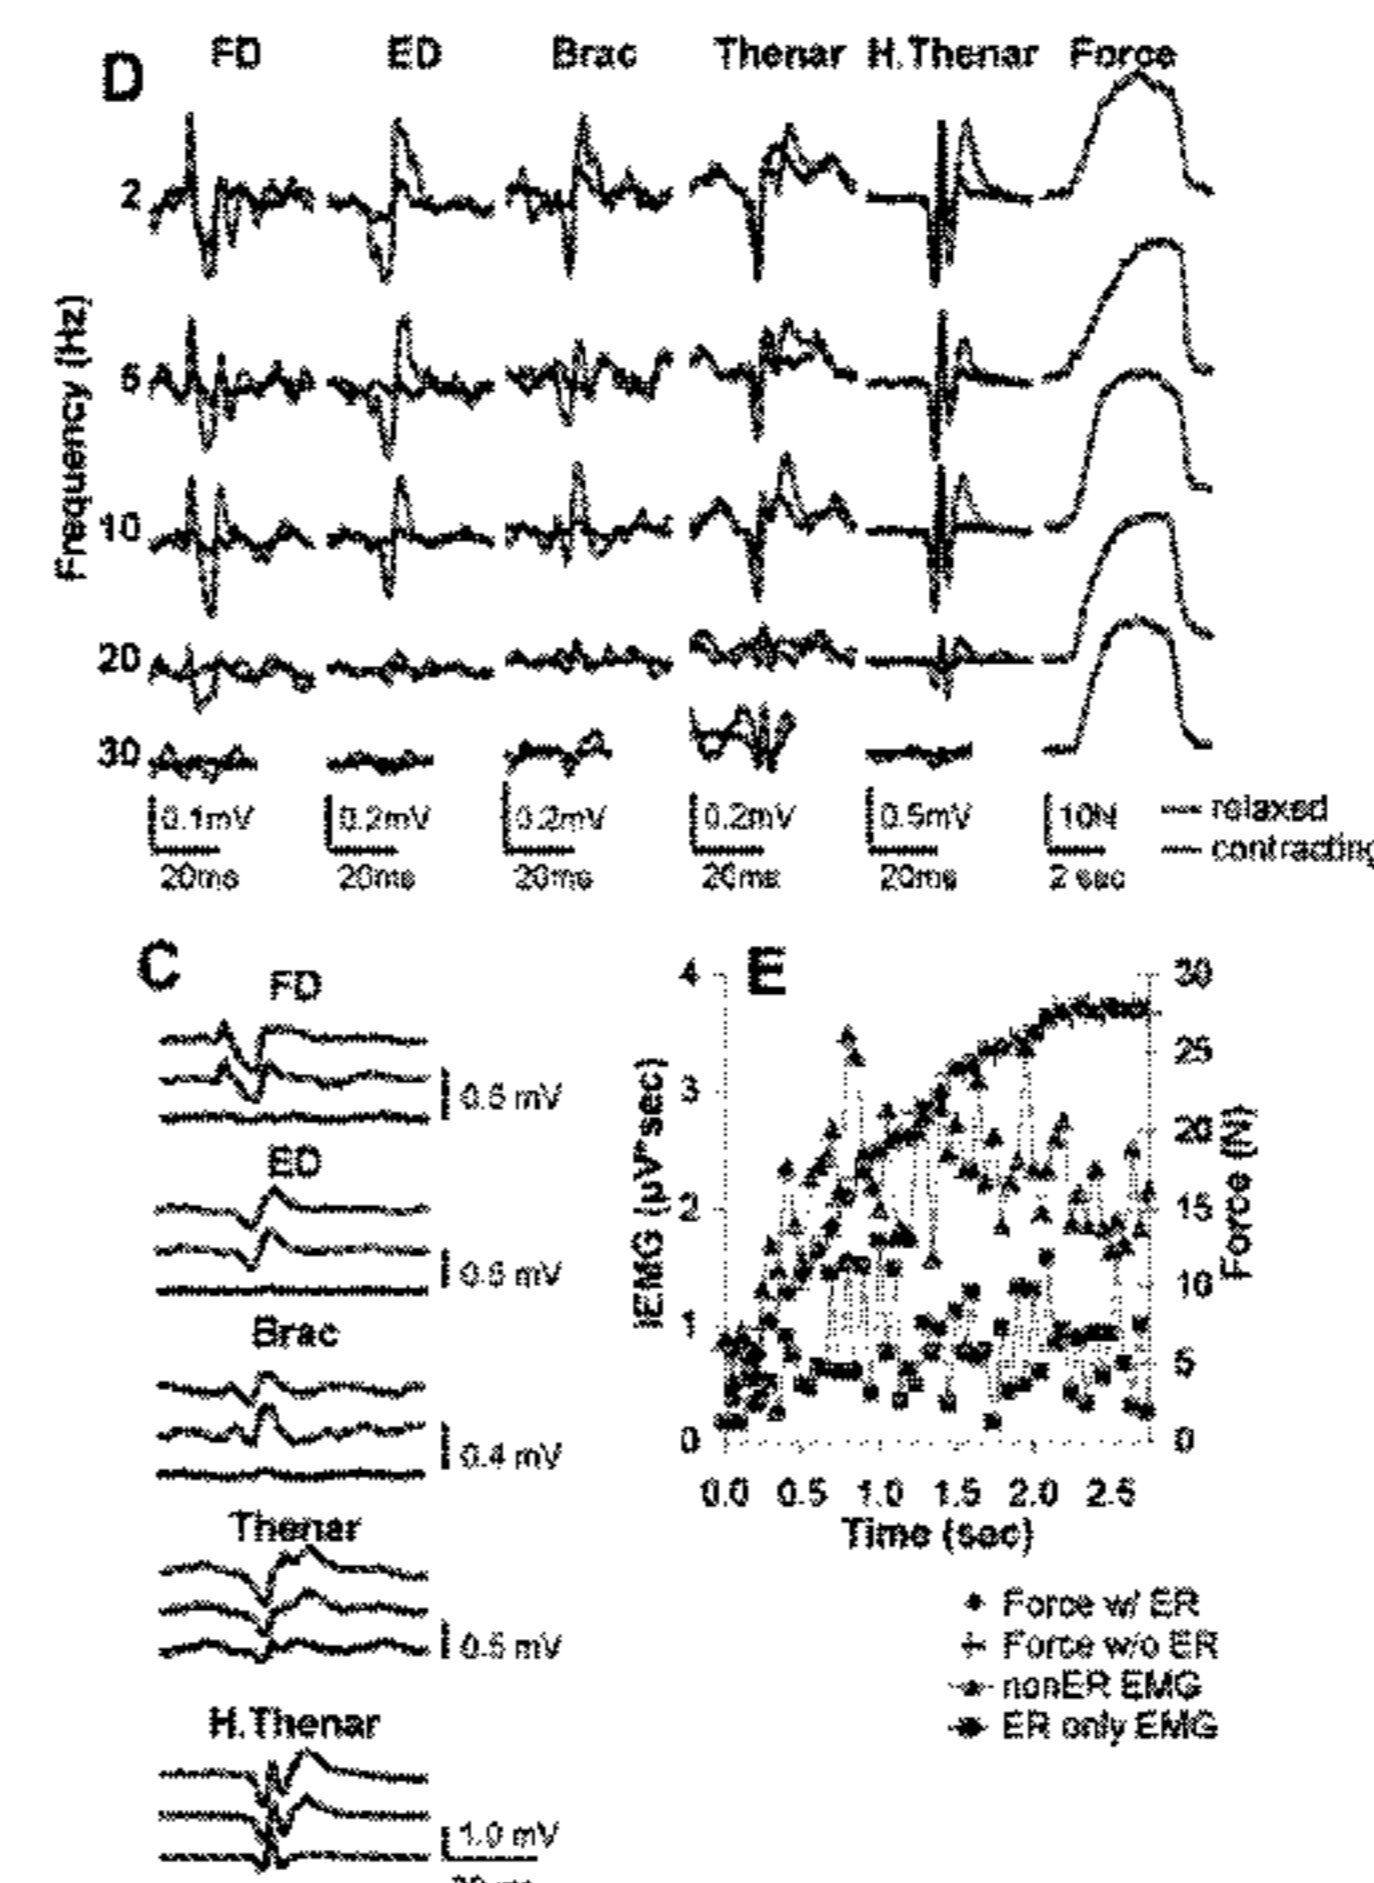 D
FD ED Brac Thenar H.Thenar Force
Frequency (Hz)
2
10
20
30
0.1mV 0.2mV 0.2mV 0.2mV 0.5mV 10N
20ms 20ms 20ms 20ms 20ms 2 sec
relaxed
contracting
C
FD
0.5 mV
ED
0.5 mV
Brac
0.4 mV
Thenar
0.5 mV
H.Thenar
1.0 mV
E
IEMG (µV*sec)
4
3
2
1
0
Force (N)
30
25
20
15
10
5
0
0.0 0.5 1.0 1.5 2.0 2.5
Time (sec)
Force w/ ER
Force w/o ER
nonER EMG
ER only EMG